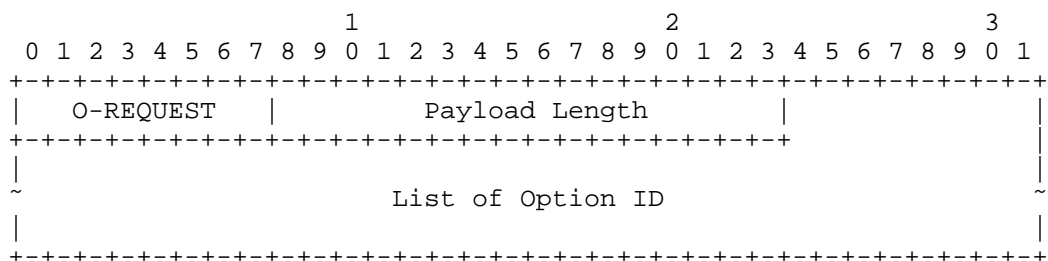 1                   2                   3
 0 1 2 3 4 5 6 7 8 9 0 1 2 3 4 5 6 7 8 9 0 1 2 3 4 5 6 7 8 9 0 1
+-+-+-+-+-+-+-+-+-+-+-+-+-+-+-+-+-+-+-+-+-+-+-+-+-+-+-+-+-+-+-+-+
|   O-REQUEST   |         Payload Length        |               |
+-+-+-+-+-+-+-+-+-+-+-+-+-+-+-+-+-+-+-+-+-+-+-+-+               |
|                                                               |
~                       List of Option ID                       ~
|                                                               |
+-+-+-+-+-+-+-+-+-+-+-+-+-+-+-+-+-+-+-+-+-+-+-+-+-+-+-+-+-+-+-+-+